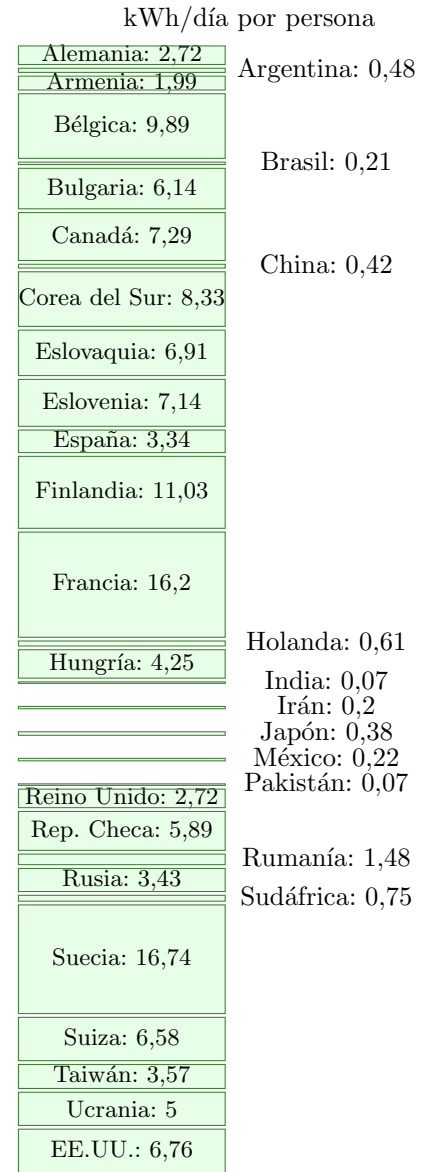 kWh/día por persona
Alemania: 2,72
Argentina: 0,48
Armenia: 1,99
Bélgica: 9,89
Brasil: 0,21
Bulgaria: 6,14
Canadá: 7,29
China: 0,42
Corea del Sur: 8,33
Eslovaquia: 6,91
Eslovenia: 7,14
España: 3,34
Finlandia: 11,03
Francia: 16,2
Holanda: 0,61
Hungría: 4,25
India: 0,07
Irán: 0,2
Japón: 0,38
México: 0,22
Pakistán: 0,07
Reino Unido: 2,72
Rep. Checa: 5,89
Rumanía: 1,48
Rusia: 3,43
Sudáfrica: 0,75
Suecia: 16,74
Suiza: 6,58
Taiwán: 3,57
Ucrania: 5
EE.UU.: 6,76